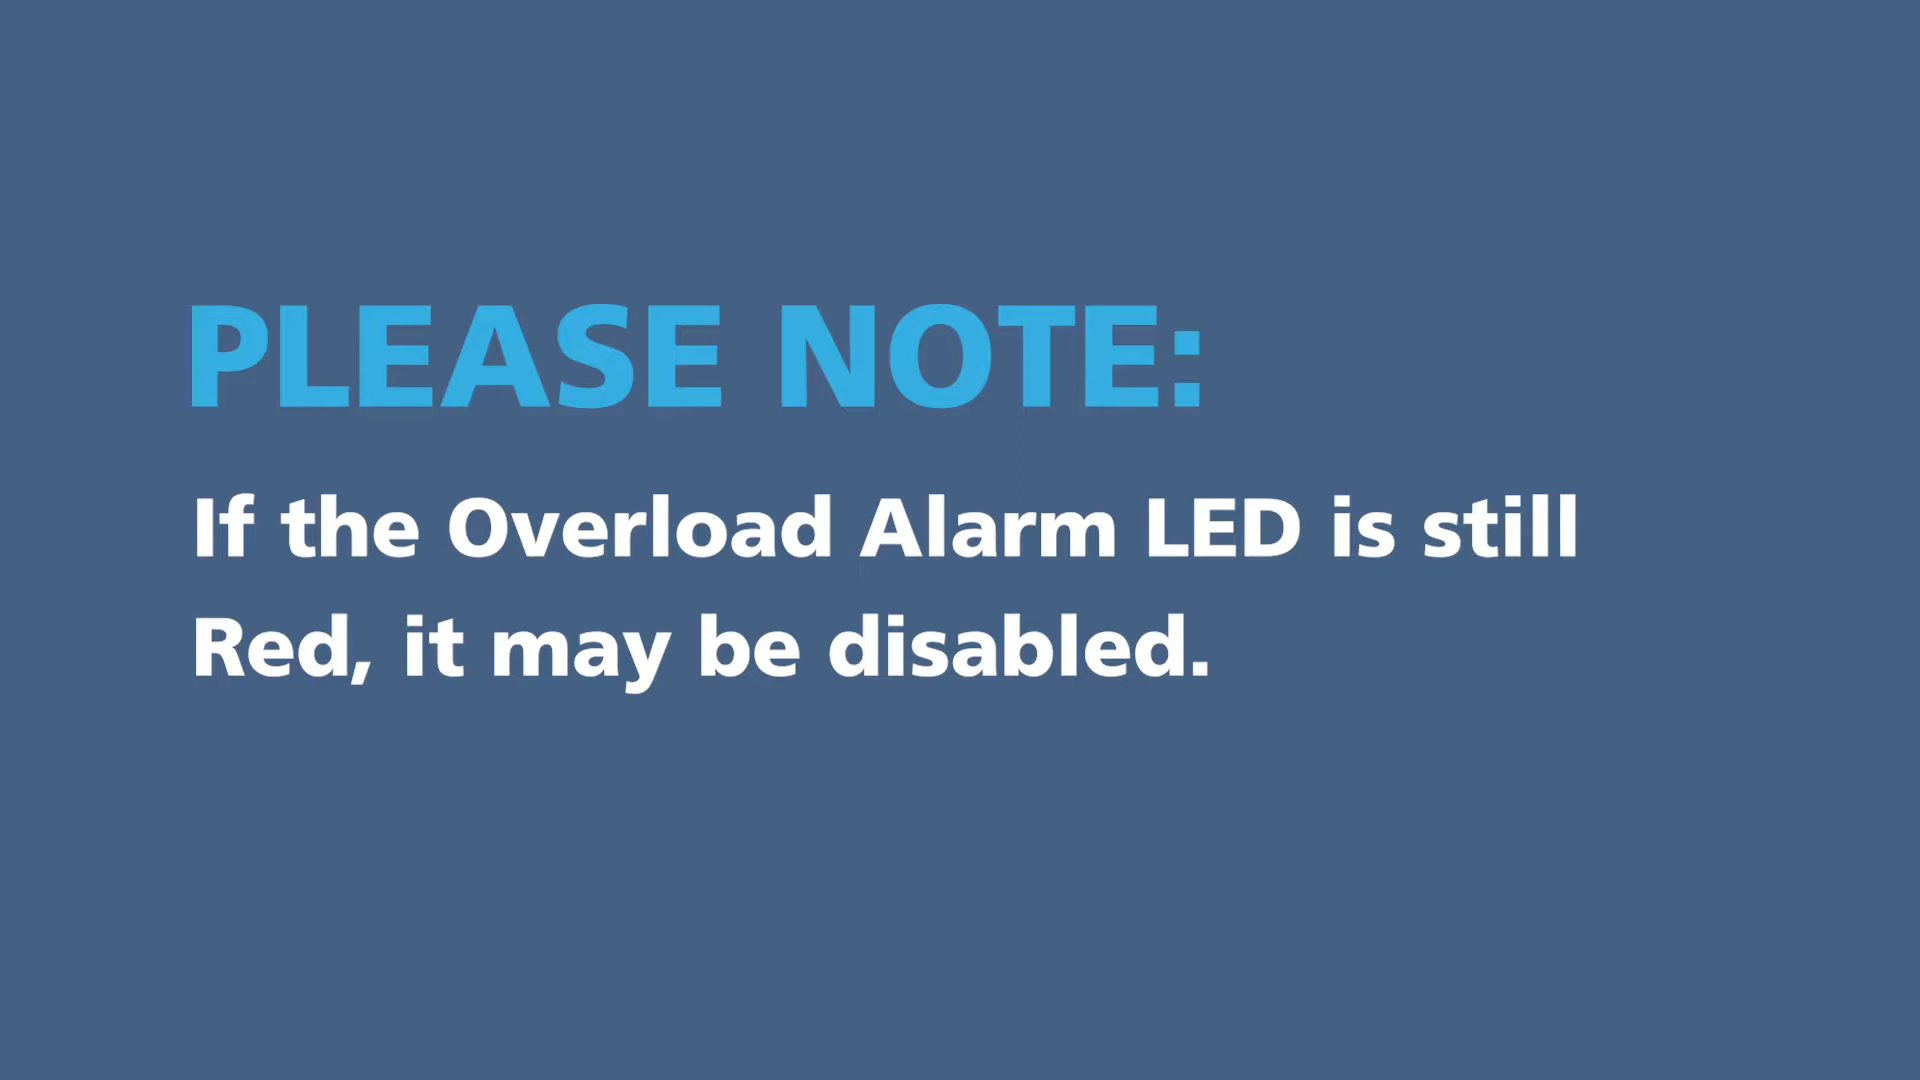 PLEASE NOTE:
If the Overload Alarm LED is still
Red, it may be disabled.